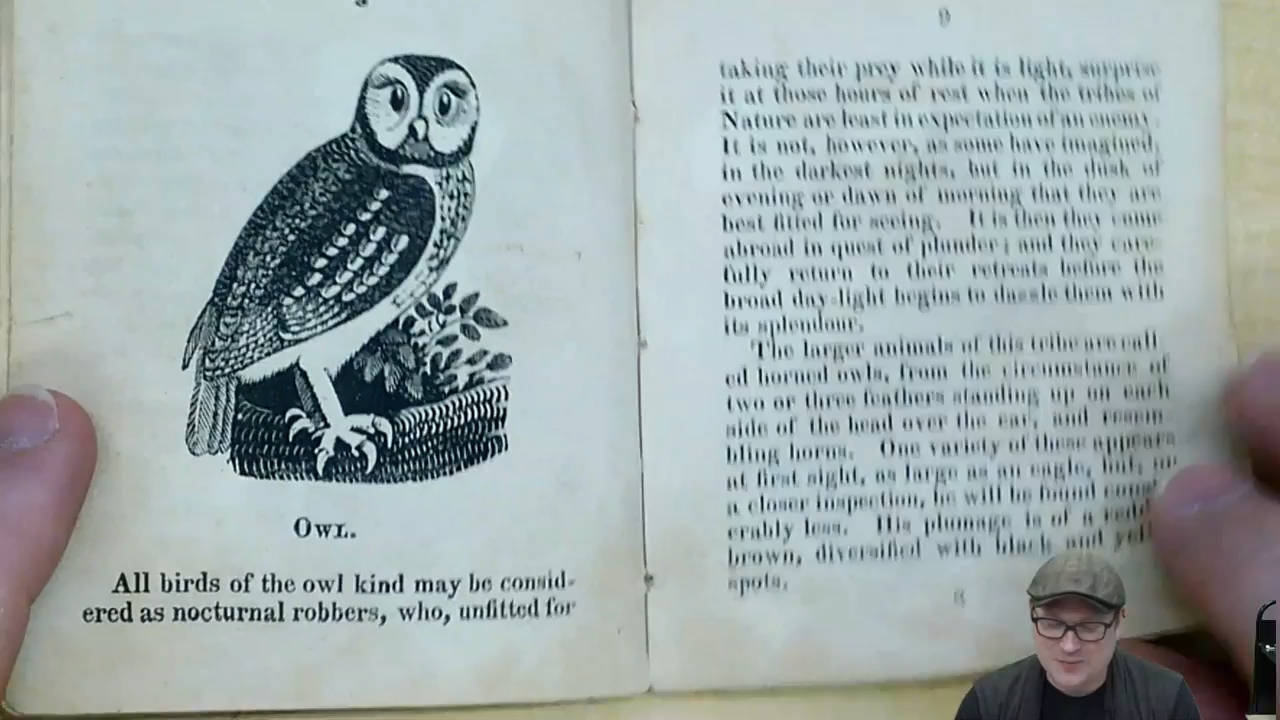 Owl.
All birds of the owl kind may be consid-
ered as nocturnal robbers, who, unfitted for
9
taking their prey while it is light, surprise
it at those hours of rest when the tribes of
Nature are least in expectation of an enemy.
It is not, however, as some have imagined,
in the darkest nights, but in the dusk of
evening or dawn of morning that they are
best fitted for seeing. It is then they come
abroad in quest of plunder; and they care-
fully return to their retreats before the
broad day-light begins to dazzle them with
its splendour.
The larger animals of this tribe are call-
ed horned owls, from the circumstance of
two or three feathers standing up on each
side of the head over the ear, and resem-
bling horns. One variety of these appears
at first sight, as large as an eagle, but, on
a closer inspection, he will be found
erably less. His plumage is of a
brown, diversified with black and
spots.